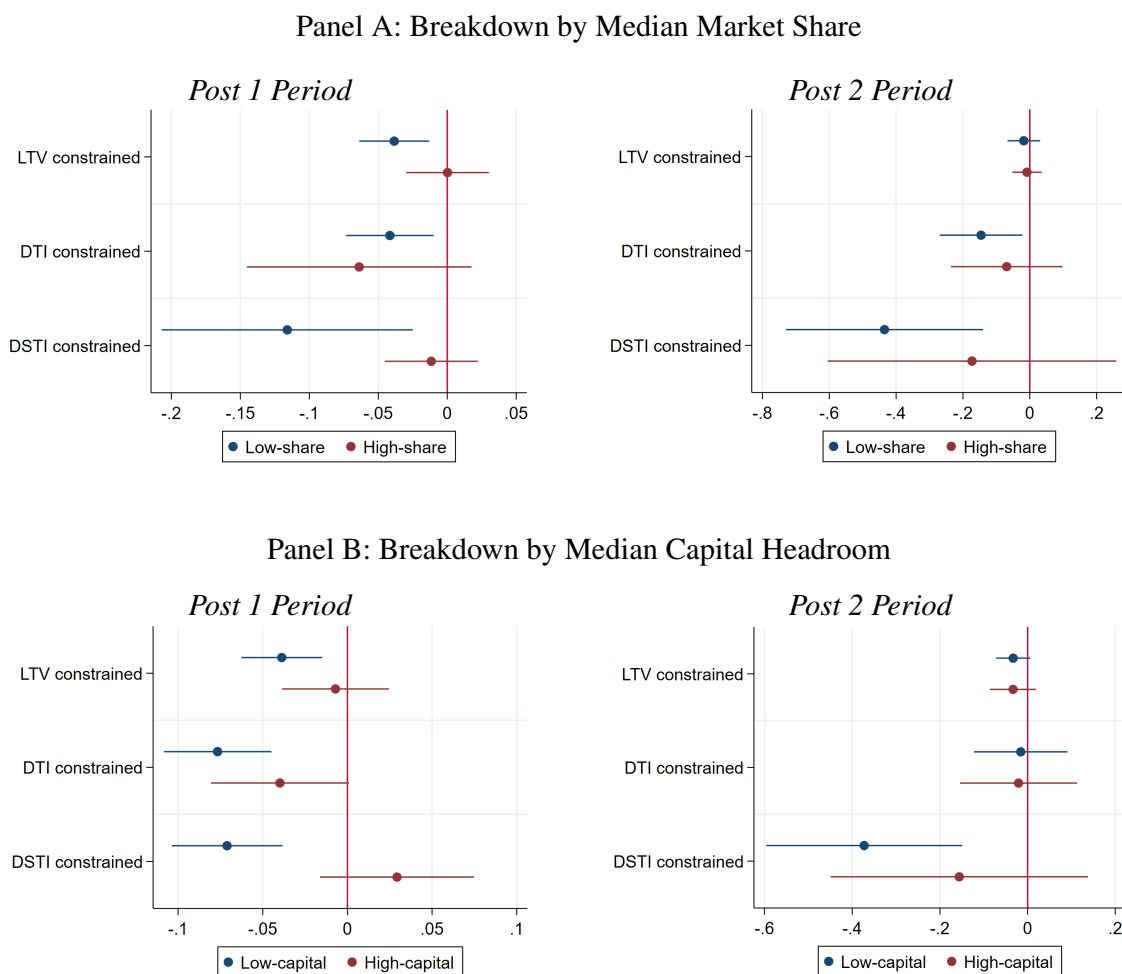 Panel A: Breakdown by Median Market Share
Post 1 Period
LTV constrained
DTI constrained
DSTI constrained
-.2 -.15 -.1 -.05 0 .05
Low-share High-share
Post 2 Period
LTV constrained
DTI constrained
DSTI constrained
-.8 -.6 -.4 -.2 0 .2
Low-share High-share
Panel B: Breakdown by Median Capital Headroom
Post 1 Period
LTV constrained
DTI constrained
DSTI constrained
-.1 -.05 0 .05 .1
Low-capital High-capital
Post 2 Period
LTV constrained
DTI constrained
DSTI constrained
-.6 -.4 -.2 0 .2
Low-capital High-capital